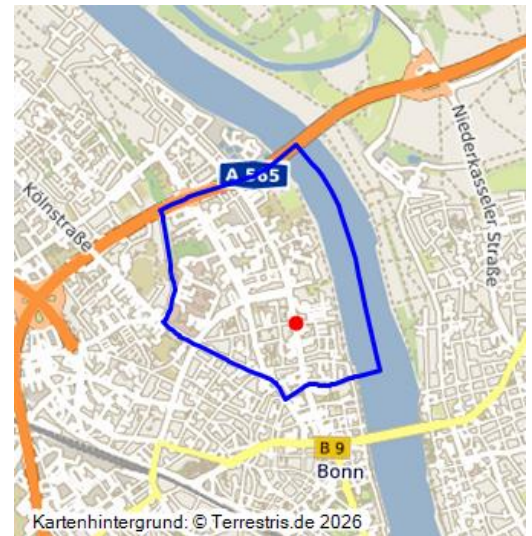 A 565
Kölnstraße
Niederkasseler Straße
B 9
Bonn
Kartenhintergrund: © Terrestris.de 2026